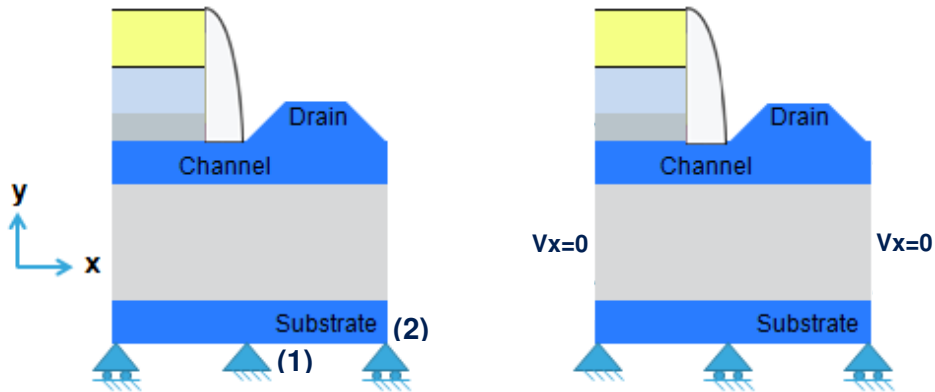 Drain
Channel
y
x
Substrate
(2)
(1)
Drain
Channel
Vx=0
Vx=0
Substrate